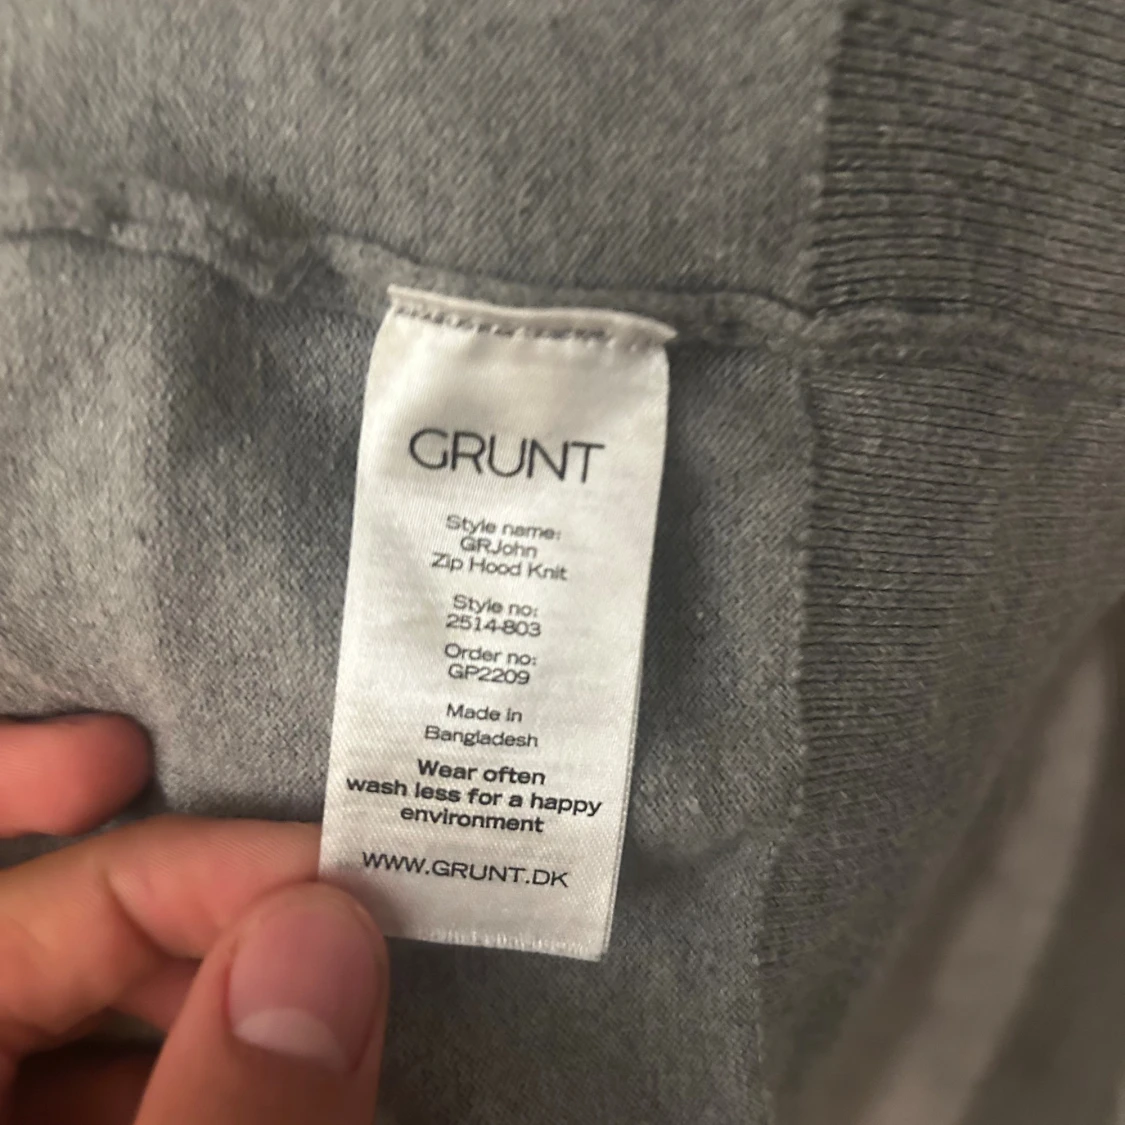 GRUNT
Style name:
GRJohn
Zip Hood Knit
Style no:
2514-803
Order no:
GP2209
Made in
Bangladesh
Wear often
wash less for a happy
environment
WWW.GRUNT.DK